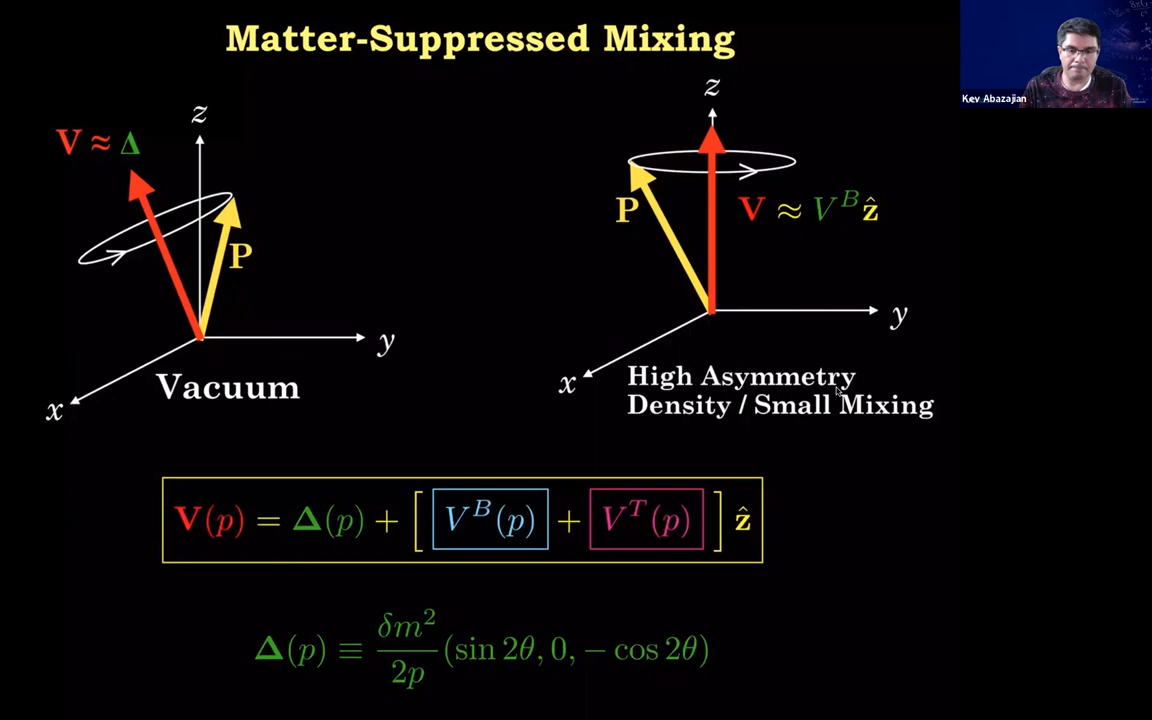 Matter-Suppressed Mixing
Kev Abazajian
z
V ≈ Δ
P
y
x
Vacuum
z
P
V ≈ V^B ẑ
y
x
High Asymmetry
Density / Small Mixing
V(p) = Δ(p) + [ V^B(p) + V^T(p) ] ẑ
Δ(p) ≡ δm²/2p (sin 2θ, 0, − cos 2θ)